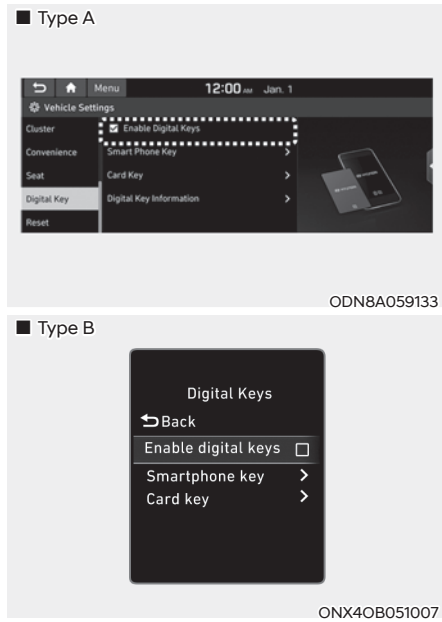 ■ Type A
Menu 12:00 AM Jan. 1
Vehicle Settings
Cluster
Enable Digital Keys
Convenience
Smart Phone Key >
Seat
Card Key >
Digital Key
Digital Key Information >
Reset
ODN8A059133
■ Type B
Digital Keys
Back
Enable digital keys
Smartphone key >
Card key >
ONX4OB051007